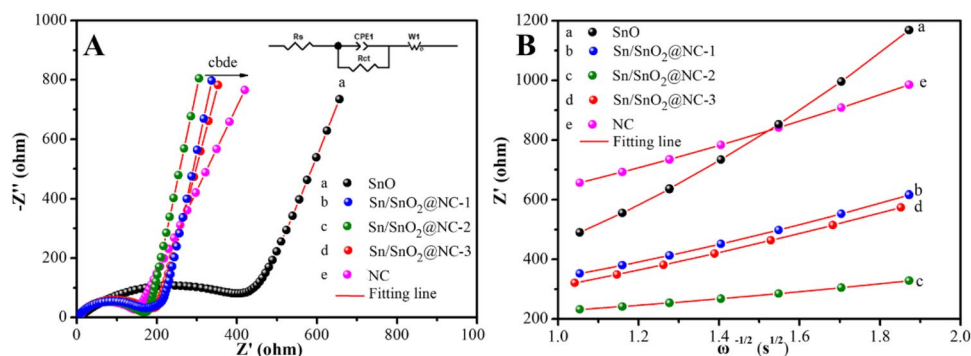 A
Rs
CPE1
W1
Rct
cbde
a
a SnO
b Sn/SnO₂@NC-1
c Sn/SnO₂@NC-2
d Sn/SnO₂@NC-3
e NC
Fitting line
-Z'' (ohm)
1000
800
600
400
200
0
0 200 400 600 800 1000
Z' (ohm)
B
a SnO
b Sn/SnO₂@NC-1
c Sn/SnO₂@NC-2
d Sn/SnO₂@NC-3
e NC
Fitting line
a
e
b
d
c
Z' (ohm)
1200
1000
800
600
400
200
1.0 1.2 1.4 1.6 1.8 2.0
ω -1/2 (s1/2)